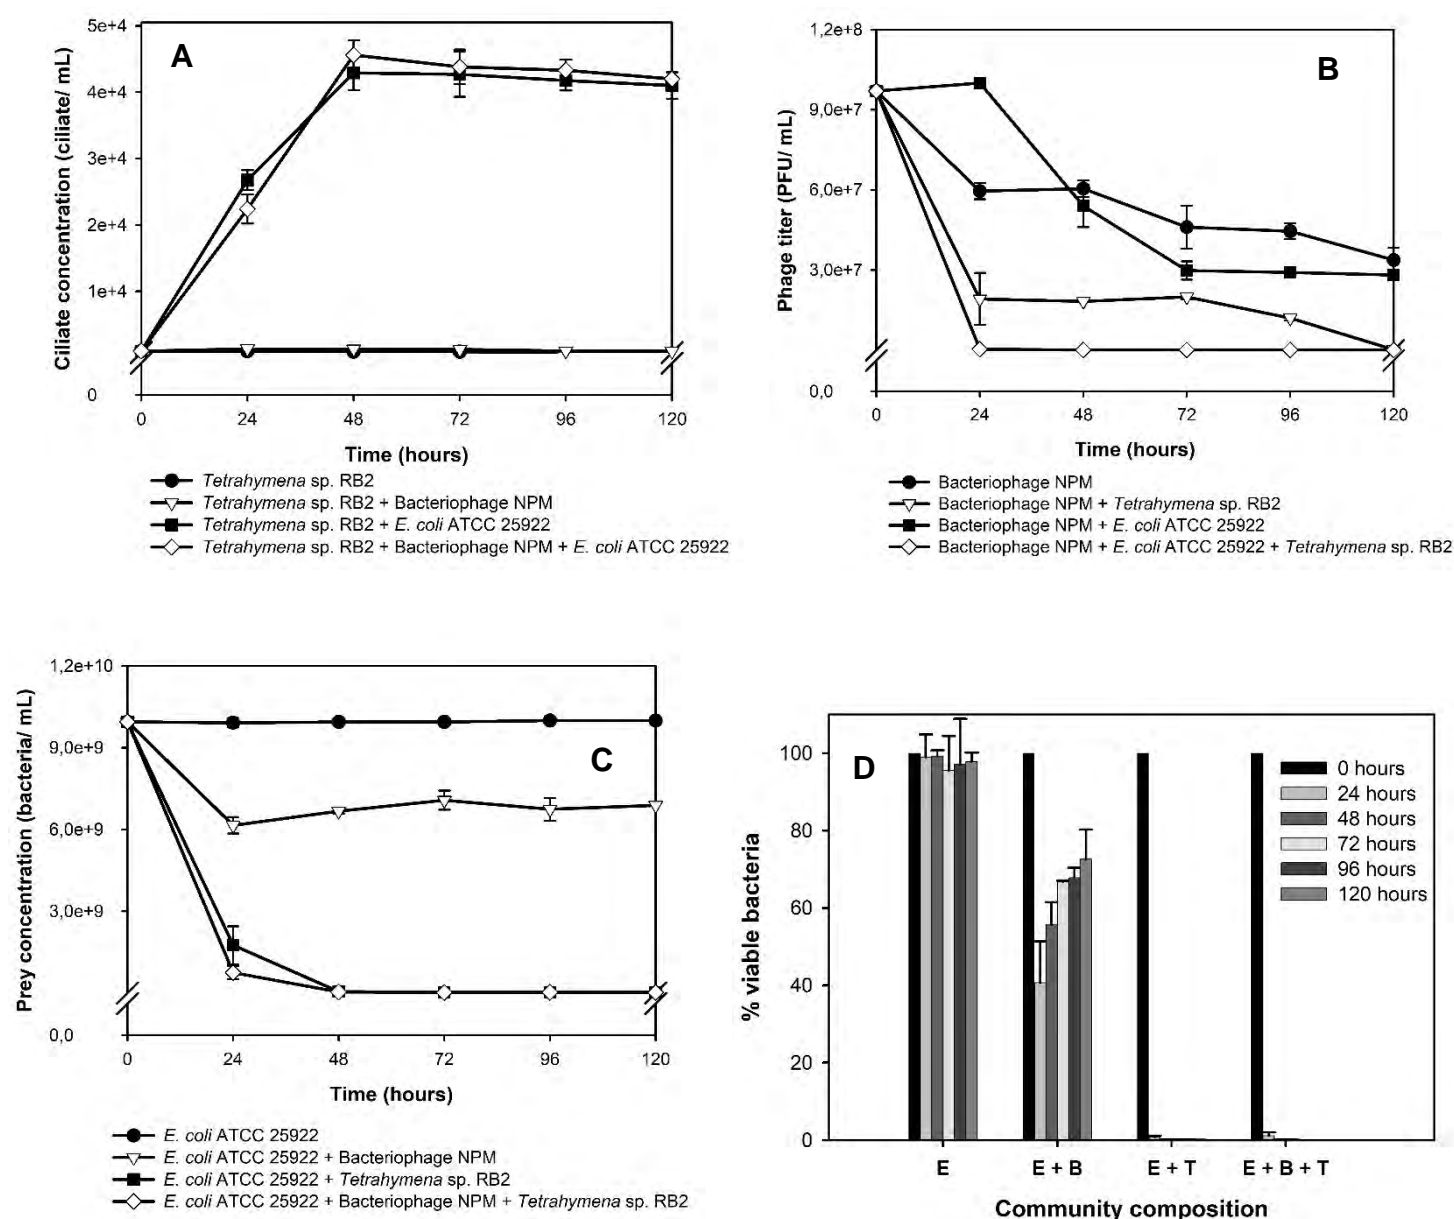 A
Ciliate concentration (ciliate/ mL)
5e+4
4e+4
3e+4
2e+4
1e+4
0
0 24 48 72 96 120
Time (hours)
Tetrahymena sp. RB2
Tetrahymena sp. RB2 + Bacteriophage NPM
Tetrahymena sp. RB2 + E. coli ATCC 25922
Tetrahymena sp. RB2 + Bacteriophage NPM + E. coli ATCC 25922
B
Phage titer (PFU/ mL)
1,2e+8
9,0e+7
6,0e+7
3,0e+7
0,0
0 24 48 72 96 120
Time (hours)
Bacteriophage NPM
Bacteriophage NPM + Tetrahymena sp. RB2
Bacteriophage NPM + E. coli ATCC 25922
Bacteriophage NPM + E. coli ATCC 25922 + Tetrahymena sp. RB2
C
Prey concentration (bacteria/ mL)
1,2e+10
9,0e+9
6,0e+9
3,0e+9
0,0
0 24 48 72 96 120
Time (hours)
E. coli ATCC 25922
E. coli ATCC 25922 + Bacteriophage NPM
E. coli ATCC 25922 + Tetrahymena sp. RB2
E. coli ATCC 25922 + Bacteriophage NPM + Tetrahymena sp. RB2
D
% viable bacteria
100
80
60
40
20
0
0 hours
24 hours
48 hours
72 hours
96 hours
120 hours
E E + B E + T E + B + T
Community composition